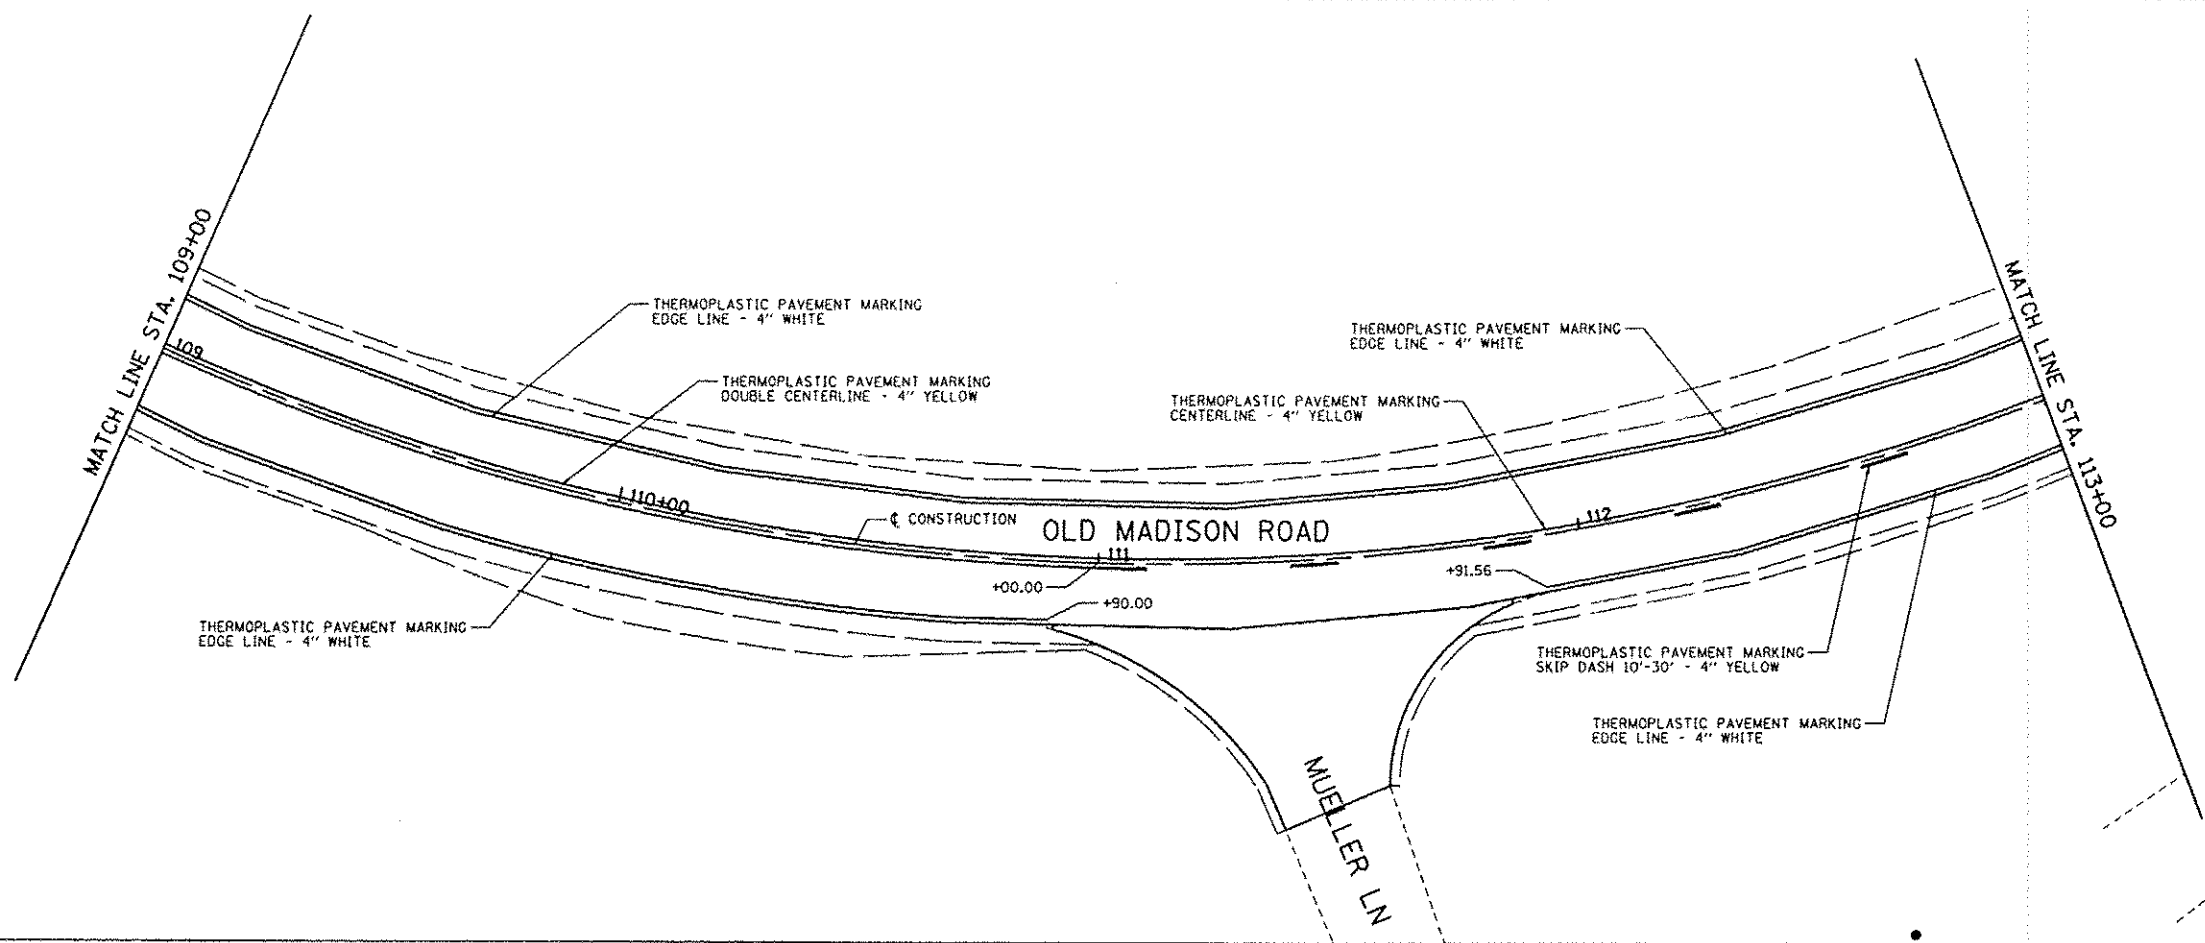 MATCH LINE STA. 109+00
109
THERMOPLASTIC PAVEMENT MARKING
EDGE LINE - 4" WHITE
THERMOPLASTIC PAVEMENT MARKING
DOUBLE CENTERLINE - 4" YELLOW
THERMOPLASTIC PAVEMENT MARKING
EDGE LINE - 4" WHITE
THERMOPLASTIC PAVEMENT MARKING
CENTERLINE - 4" YELLOW
MATCH LINE STA. 113+00
110+00
℄ CONSTRUCTION
OLD MADISON ROAD
111
112
+00.00
+90.00
+91.56
THERMOPLASTIC PAVEMENT MARKING
EDGE LINE - 4" WHITE
THERMOPLASTIC PAVEMENT MARKING
SKIP DASH 10'-30' - 4" YELLOW
THERMOPLASTIC PAVEMENT MARKING
EDGE LINE - 4" WHITE
MUELLER LN